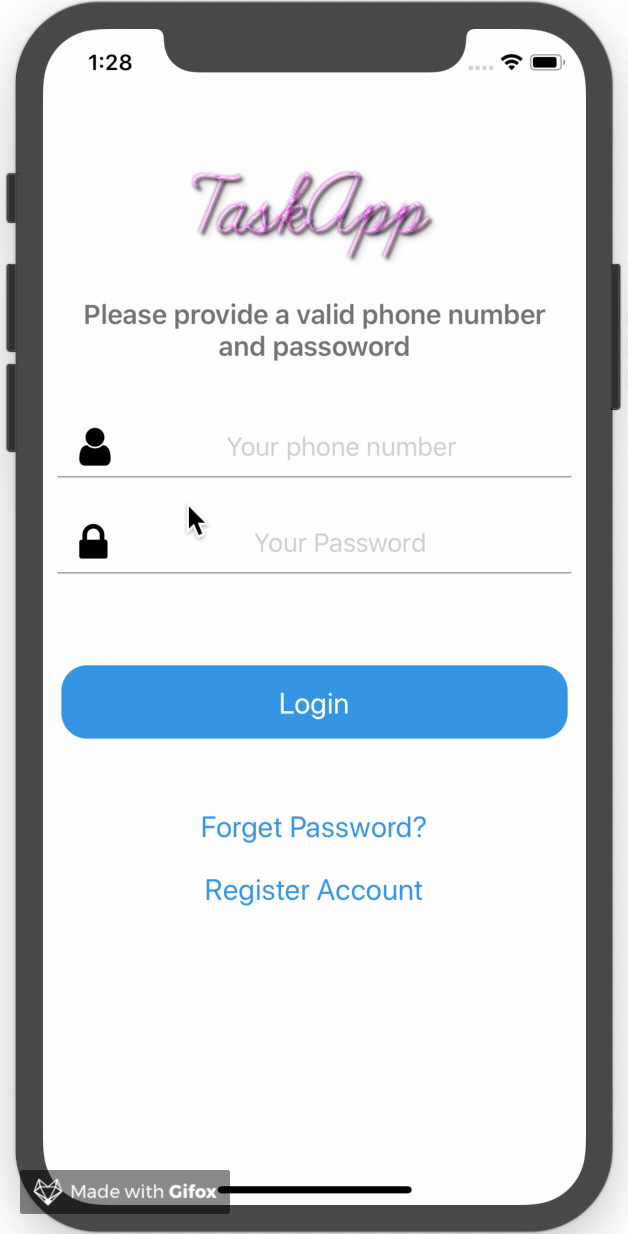 1:28
TaskApp
Please provide a valid phone number
and passoword
Your phone number
Your Password
Login
Forget Password?
Register Account
Made with Gifox